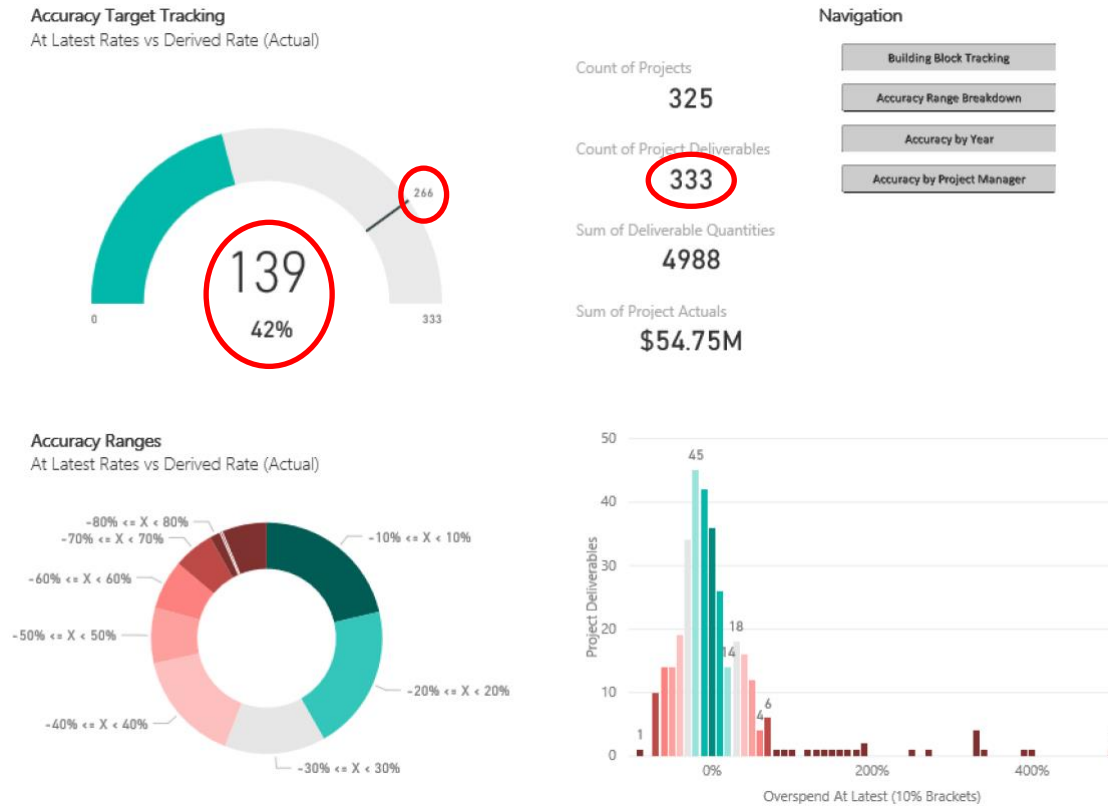 Accuracy Target Tracking
At Latest Rates vs Derived Rate (Actual)
266
139
42%
0
333
Count of Projects
325
Count of Project Deliverables
333
Sum of Deliverable Quantities
4988
Sum of Project Actuals
$54.75M
Navigation
Building Block Tracking
Accuracy Range Breakdown
Accuracy by Year
Accuracy by Project Manager
Accuracy Ranges
At Latest Rates vs Derived Rate (Actual)
-80% <= X < 80%
-70% <= X < 70%
-60% <= X < 60%
-50% <= X < 50%
-40% <= X < 40%
-10% <= X < 10%
-20% <= X < 20%
-30% <= X < 30%
50
40
30
20
10
0
Project Deliverables
1
45
14
18
4
6
0%
200%
400%
Overspend At Latest (10% Brackets)